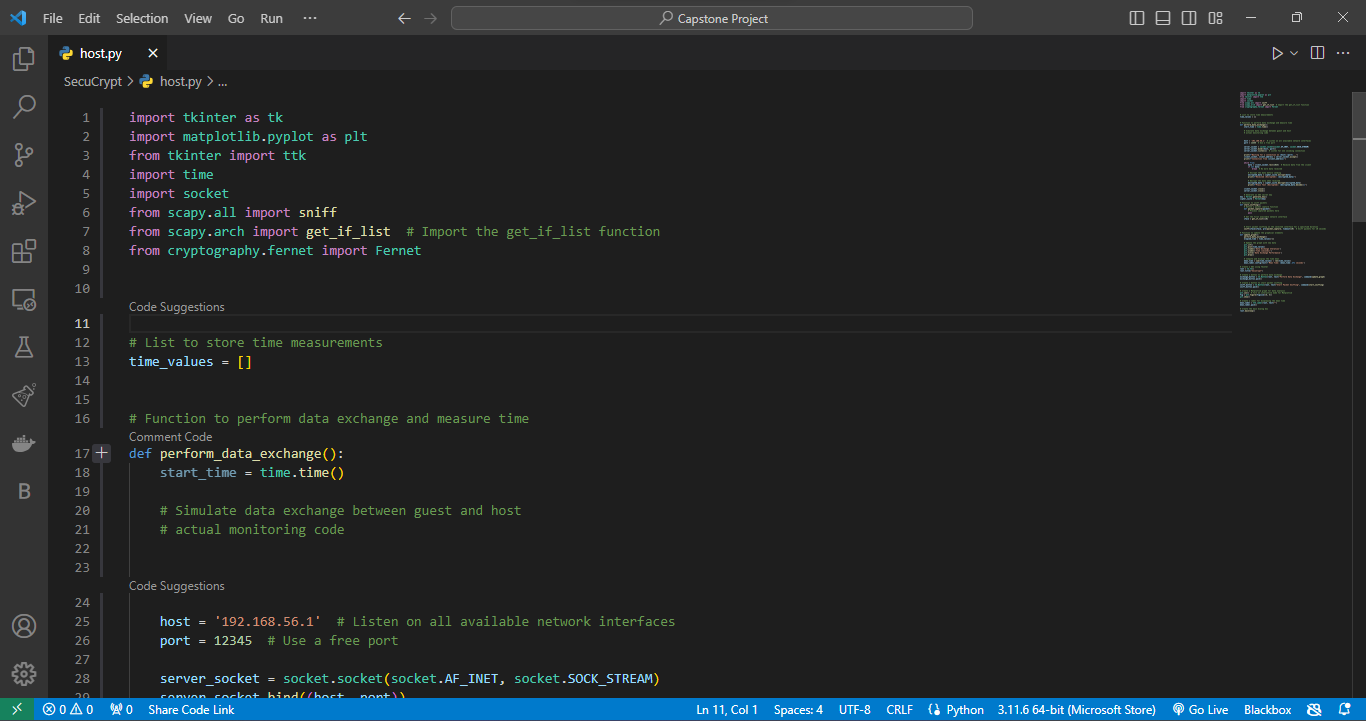 File Edit Selection View Go Run ··· Capstone Project
host.py
SecuCrypt > host.py > ...
1 import tkinter as tk
2 import matplotlib.pyplot as plt
3 from tkinter import ttk
4 import time
5 import socket
6 from scapy.all import sniff
7 from scapy.arch import get_if_list # Import the get_if_list function
8 from cryptography.fernet import Fernet
9
10
Code Suggestions
11
12 # List to store time measurements
13 time_values = []
14
15
16 # Function to perform data exchange and measure time
Comment Code
17 def perform_data_exchange():
18 start_time = time.time()
19
20 # Simulate data exchange between guest and host
21 # actual monitoring code
22
23
Code Suggestions
24
25 host = '192.168.56.1' # Listen on all available network interfaces
26 port = 12345 # Use a free port
27
28 server_socket = socket.socket(socket.AF_INET, socket.SOCK_STREAM)
29 server_socket.bind((host, port))
0 0 0 Share Code Link Ln 11, Col 1 Spaces: 4 UTF-8 CRLF Python 3.11.6 64-bit (Microsoft Store) Go Live Blackbox